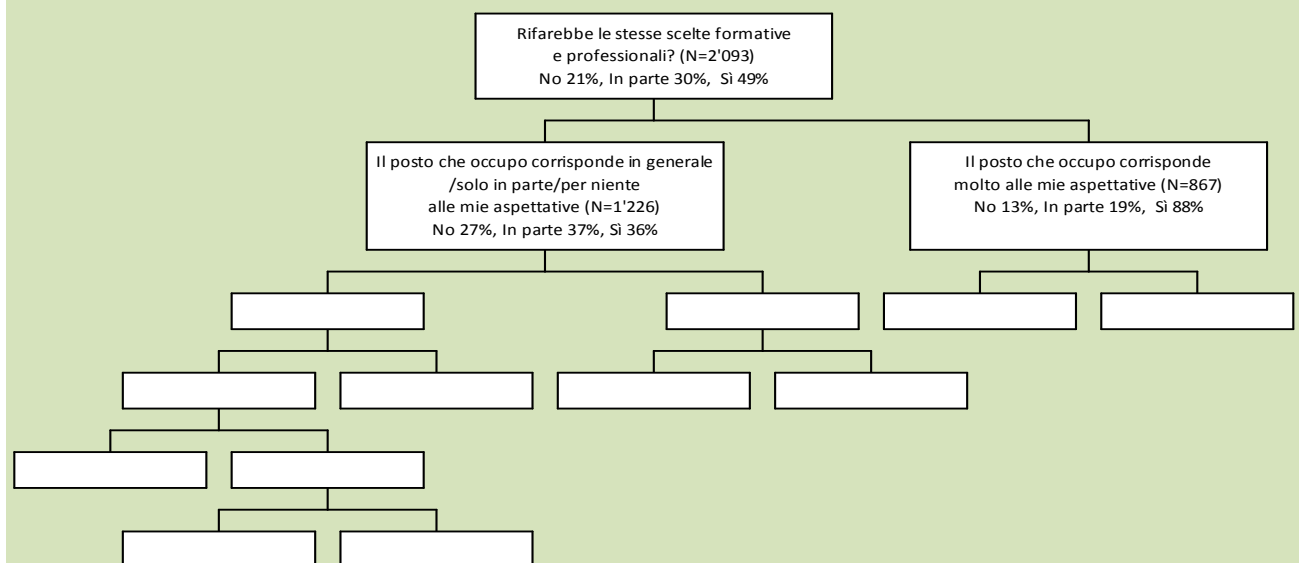 Rifarebbe le stesse scelte formative
e professionali? (N=2'093)
No 21%, In parte 30%, Sì 49%
Il posto che occupo corrisponde in generale
/solo in parte/per niente
alle mie aspettative (N=1'226)
No 27%, In parte 37%, Sì 36%
Il posto che occupo corrisponde
molto alle mie aspettative (N=867)
No 13%, In parte 19%, Sì 88%